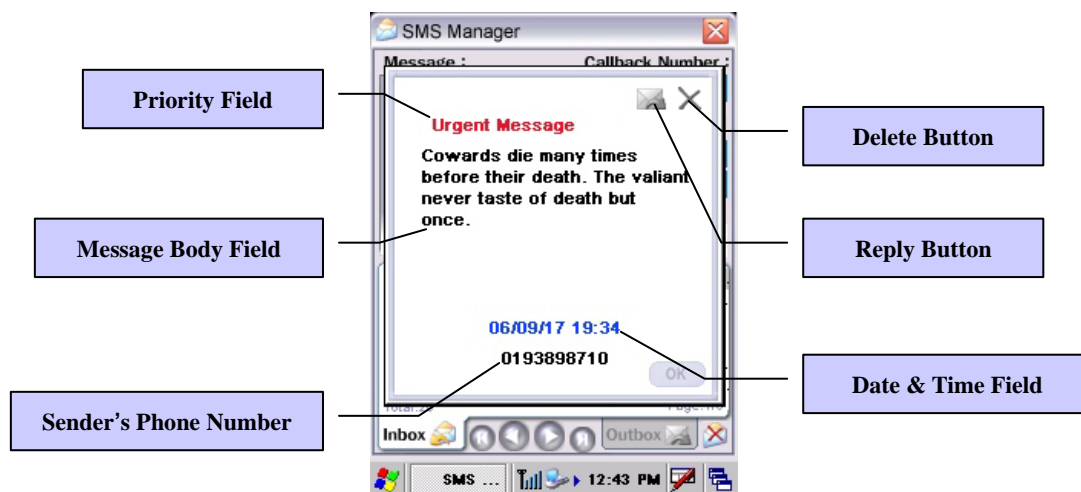 SMS Manager
Message : Callback Number :
Priority Field
Urgent Message
Delete Button
Cowards die many times
before their death. The valiant
never taste of death but
once.
Message Body Field
Reply Button
06/09/17 19:34
0193898710
OK
Date & Time Field
Sender's Phone Number
Inbox
Outbox
SMS ...
12:43 PM